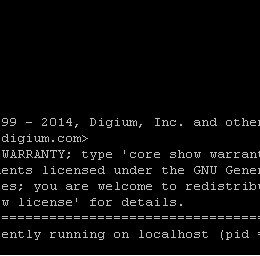 99 - 2014, Digium, Inc. and othe
digium.com>
WARRANTY; type 'core show warrant
ents licensed under the GNU Gener
es; you are welcome to redistribu
w license' for details.
=================================
ently running on localhost (pid =